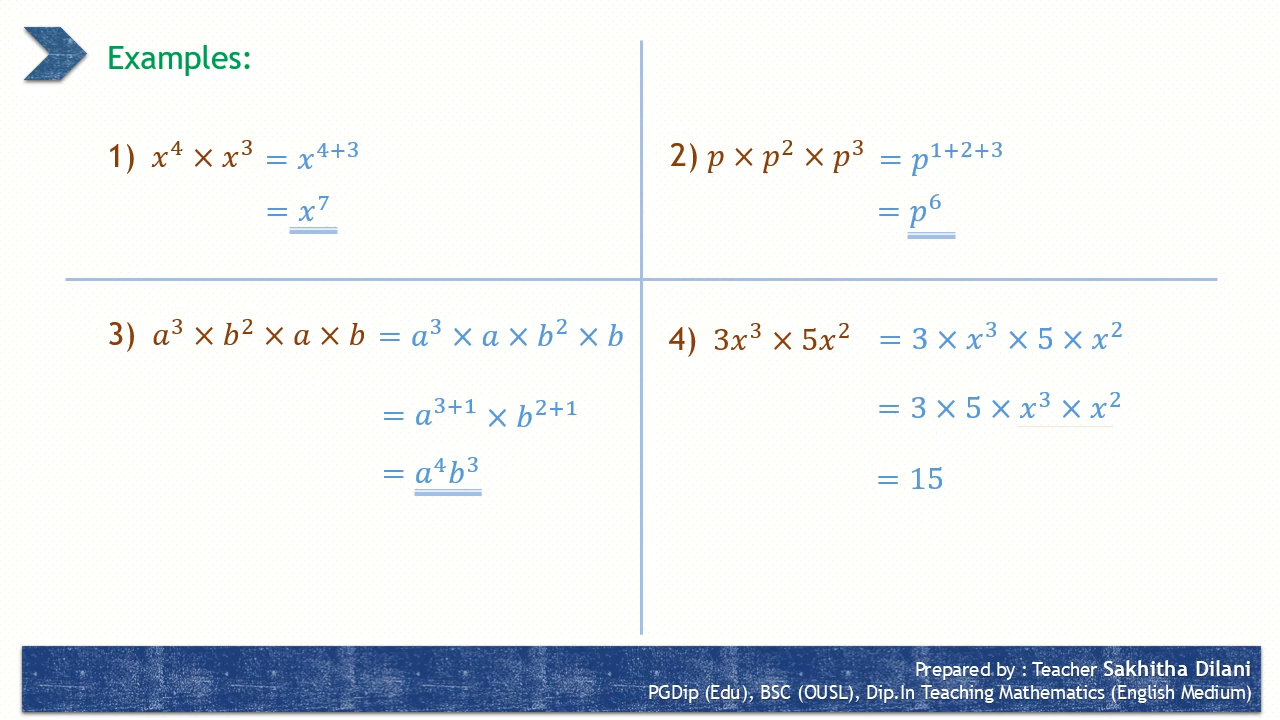 Examples:
1) x⁴ × x³ = x⁴⁺³
= x⁷
2) p × p² × p³ = p¹⁺²⁺³
= p⁶
3) a³ × b² × a × b = a³ × a × b² × b
= a³⁺¹ × b²⁺¹
= a⁴b³
4) 3x³ × 5x² = 3 × x³ × 5 × x²
= 3 × 5 × x³ × x²
= 15
Prepared by : Teacher Sakhitha Dilani
PGDip (Edu), BSC (OUSL), Dip.In Teaching Mathematics (English Medium)